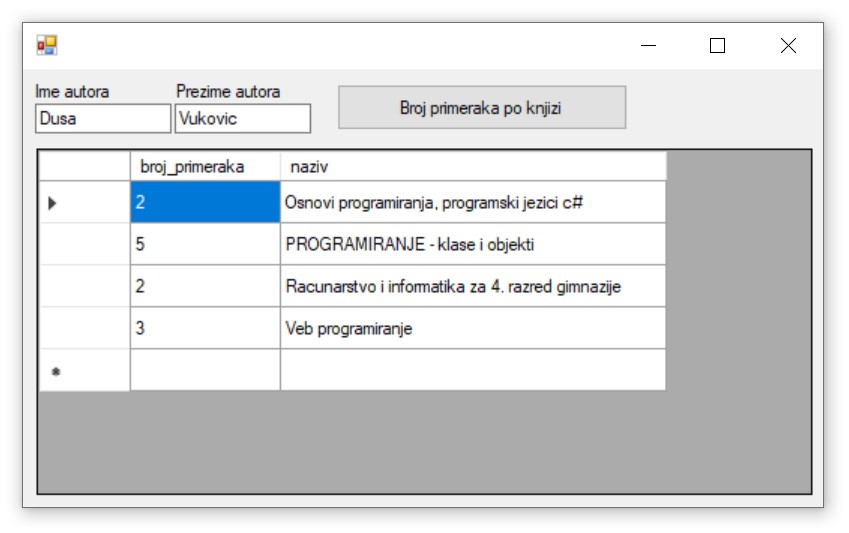 Ime autora Prezime autora
Dusa Vukovic Broj primeraka po knjizi
broj_primeraka naziv
2 Osnovi programiranja, programski jezici c#
5 PROGRAMIRANJE - klase i objekti
2 Racunarstvo i informatika za 4. razred gimnazije
3 Veb programiranje